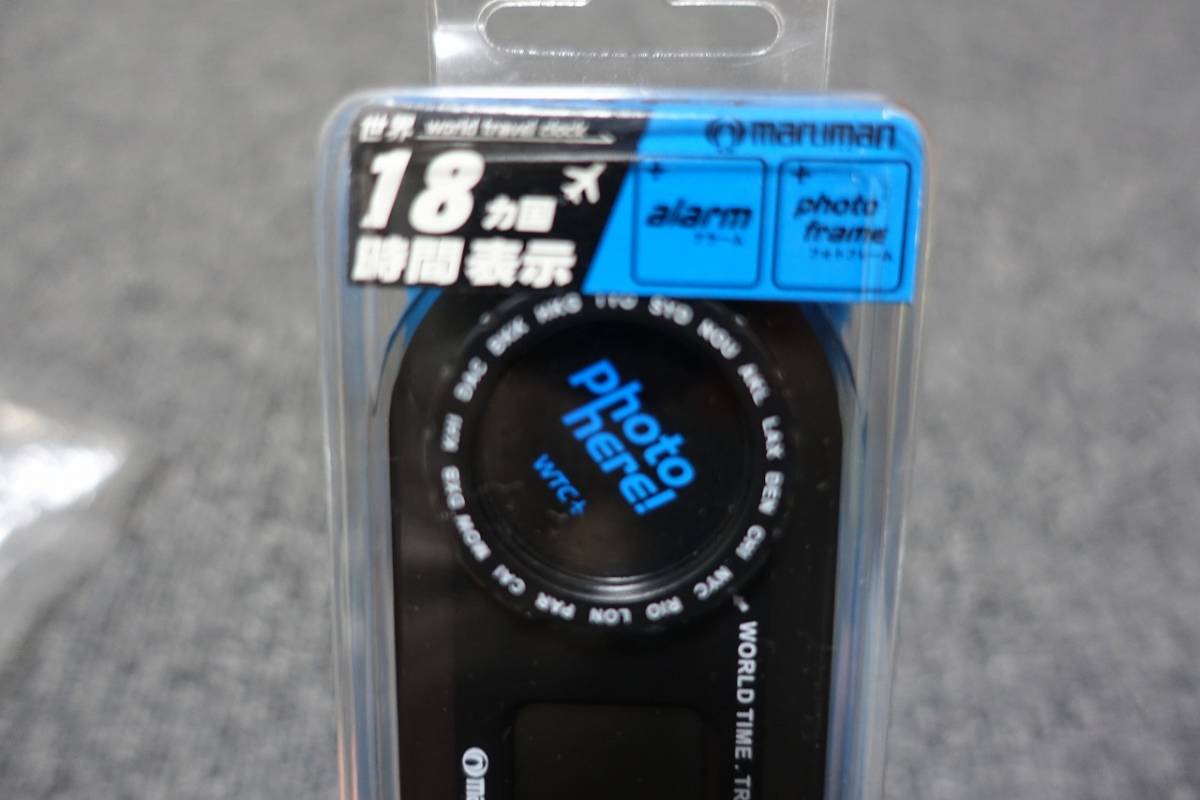 世界 world travel clock
18カ国
時間表示
maruman
+
alarm
アラーム
+
photo
frame
フォトフレーム
photo
here!
WTC+
HKG TYO SYD NOU AKL LAX DEN CHI NYC RIO LON PAR CAI MOW DXB KHI DAC BKK
WORLD TIME . TR